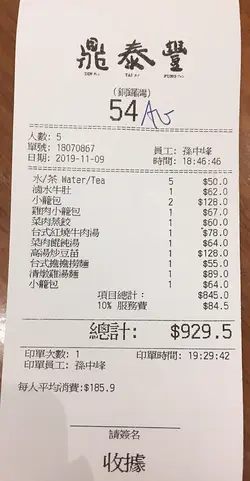 鼎泰豐
DIN TAI FUNG
(銅鑼灣)
54 A5
人數: 5
單號: 18070867 員工: 孫中峰
日期: 2019-11-09 時間: 18:46:46
水/茶 Water/Tea 5 $50.0
滷水牛肚 1 $62.0
小籠包 2 $128.0
雞肉小籠包 1 $67.0
菜肉蒸餃 1 $60.0
台式紅燒牛肉湯 1 $78.0
菜肉餛飩湯 1 $64.0
高湯炒豆苗 1 $128.0
台式擔擔撈麵 1 $55.0
清燉雞湯麵 1 $89.0
小籠包 1 $64.0
項目總計: $845.0
10% 服務費 $84.5
總計: $929.5
印單次數: 1 印單時間: 19:29:42
印單員工: 孫中峰
每人平均消費:$185.9
請簽名
收據